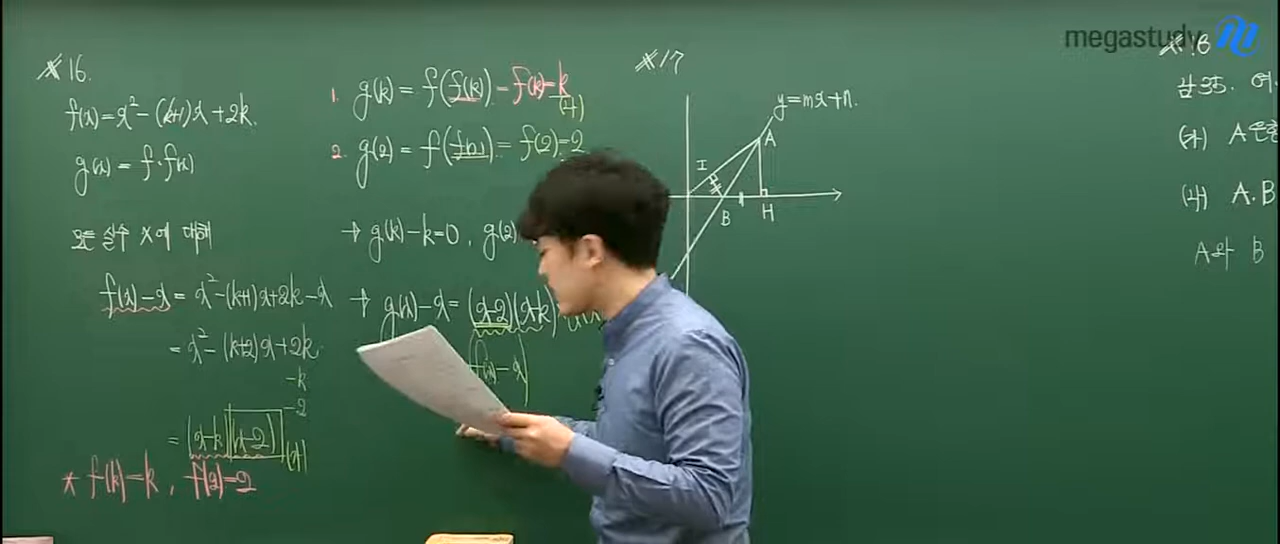 ※16.
f(x)=x²-(k+1)x+2k.
g(x)=f∘f(x)
모든 실수 x에 대해
f(x)-x=x²-(k+1)x+2k-x
=x²-(k+2)x+2k
-k
-2
=(x-k)(x-2)
(가)
* f(k)=k, f(2)=2
1. g(k)=f(f(k))=f(k)=k
(나)
2. g(2)=f(f(2))=f(2)=2
→ g(k)-k=0, g(2)
→ g(x)-x=(x-2)(x-k)
(f(x)-x)
※17
y=mx+n.
A
I
B
H
megastudy
(가) A
(나) A. B
A와 B